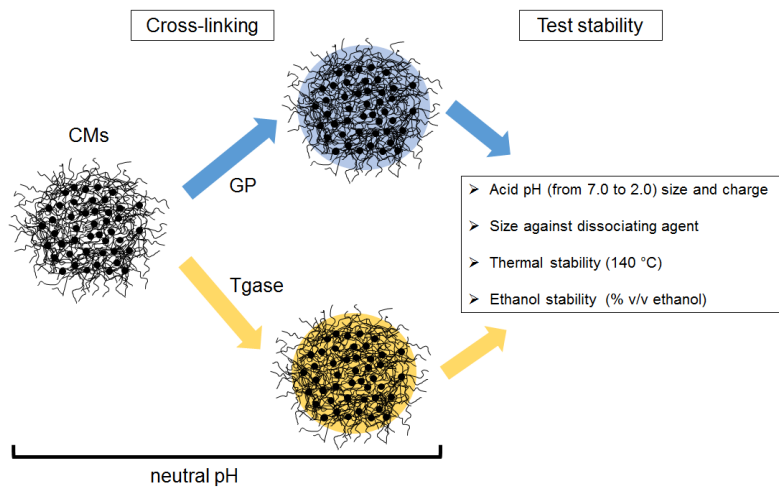 Cross-linking
Test stability
CMs
GP
Tgase
➢ Acid pH (from 7.0 to 2.0) size and charge
➢ Size against dissociating agent
➢ Thermal stability (140 °C)
➢ Ethanol stability (% v/v ethanol)
neutral pH